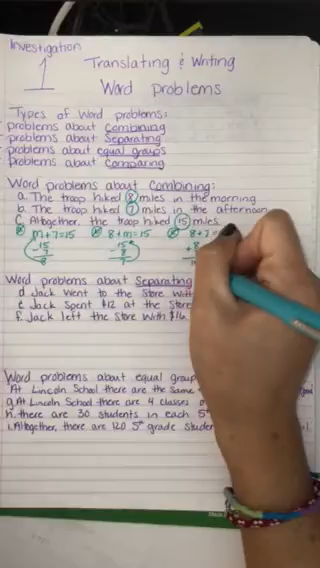 Investigation
1 Translating & Writing
Word problems
Types of Word problems:
problems about Combining
problems about Separating
problems about equal groups
problems about Comparing
Word problems about Combining:
a. The troop hiked 8 miles in the morning
b. The troop hiked 7 miles in the afternoon
c. Altogether, the troop hiked 15 miles.
m+7=15 8+m=15 8+7=
15 15 +8
7 8
8 7
Word problems about Separating
d. Jack went to the Store with
e. Jack Spent $12 at the Store
f. Jack left the Store with $16
Word problems about equal group
At Lincoln School there are the same
g. At Lincoln School there are 4 classes
h. there are 30 students in each 5th
i. Altogether, there are 120 5th grade